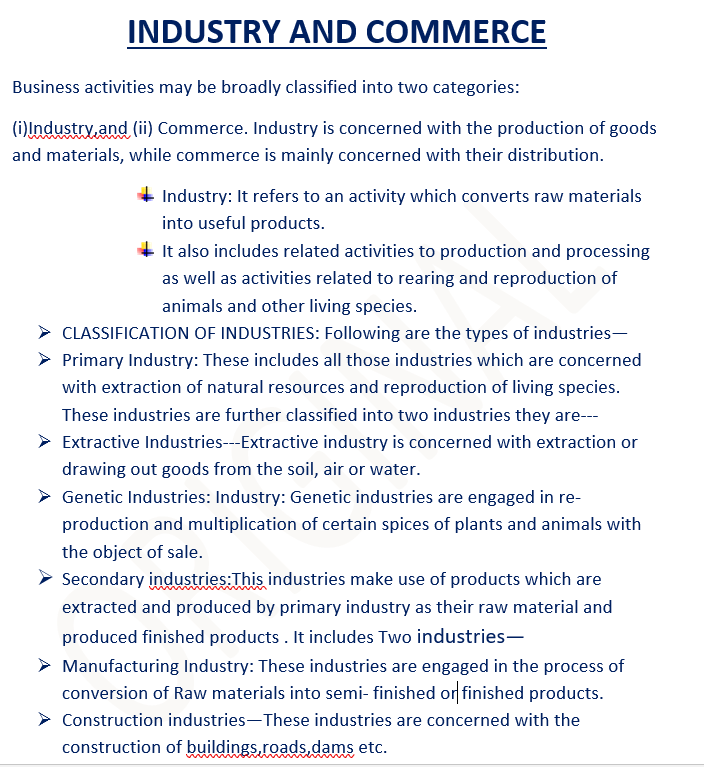 INDUSTRY AND COMMERCE
Business activities may be broadly classified into two categories:
(i)Industry,and (ii) Commerce. Industry is concerned with the production of goods
and materials, while commerce is mainly concerned with their distribution.
Industry: It refers to an activity which converts raw materials
into useful products.
It also includes related activities to production and processing
as well as activities related to rearing and reproduction of
animals and other living species.
CLASSIFICATION OF INDUSTRIES: Following are the types of industries—
Primary Industry: These includes all those industries which are concerned
with extraction of natural resources and reproduction of living species.
These industries are further classified into two industries they are---
Extractive Industries---Extractive industry is concerned with extraction or
drawing out goods from the soil, air or water.
Genetic Industries: Industry: Genetic industries are engaged in re-
production and multiplication of certain spices of plants and animals with
the object of sale.
Secondary industries:This industries make use of products which are
extracted and produced by primary industry as their raw material and
produced finished products . It includes Two industries—
Manufacturing Industry: These industries are engaged in the process of
conversion of Raw materials into semi- finished or finished products.
Construction industries—These industries are concerned with the
construction of buildings,roads,dams etc.
ORIGINAL